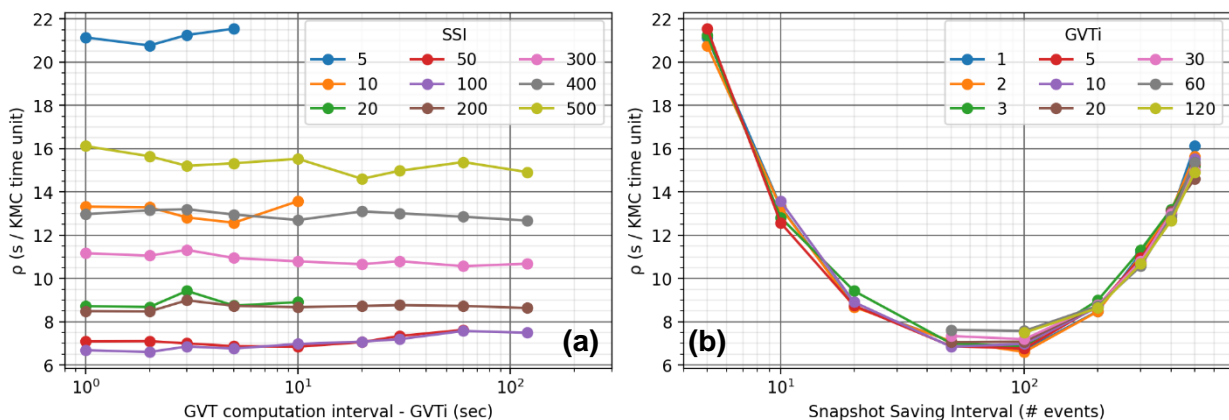 22
20
18
16
14
12
10
8
6
ρ (s / KMC time unit)
SSI
5 50 300
10 100 400
20 200 500
(a)
10⁰ 10¹ 10²
GVT computation interval - GVTi (sec)
22
20
18
16
14
12
10
8
6
ρ (s / KMC time unit)
GVTi
1 5 30
2 10 60
3 20 120
(b)
10¹ 10²
Snapshot Saving Interval (# events)